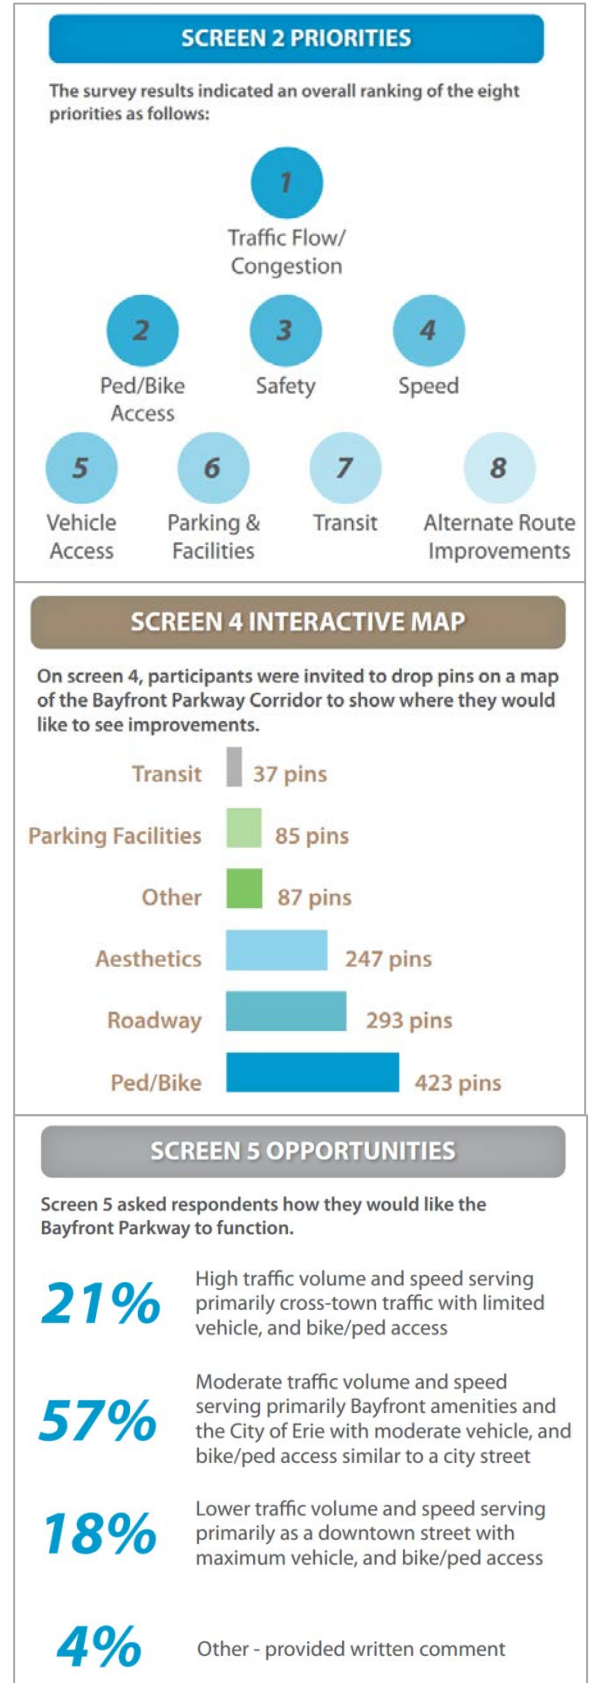 SCREEN 2 PRIORITIES
The survey results indicated an overall ranking of the eight
priorities as follows:
1
Traffic Flow/
Congestion
2
Ped/Bike
Access
3
Safety
4
Speed
5
Vehicle
Access
6
Parking &
Facilities
7
Transit
8
Alternate Route
Improvements
SCREEN 4 INTERACTIVE MAP
On screen 4, participants were invited to drop pins on a map
of the Bayfront Parkway Corridor to show where they would
like to see improvements.
Transit 37 pins
Parking Facilities 85 pins
Other 87 pins
Aesthetics 247 pins
Roadway 293 pins
Ped/Bike 423 pins
SCREEN 5 OPPORTUNITIES
Screen 5 asked respondents how they would like the
Bayfront Parkway to function.
21%
High traffic volume and speed serving
primarily cross-town traffic with limited
vehicle, and bike/ped access
57%
Moderate traffic volume and speed
serving primarily Bayfront amenities and
the City of Erie with moderate vehicle, and
bike/ped access similar to a city street
18%
Lower traffic volume and speed serving
primarily as a downtown street with
maximum vehicle, and bike/ped access
4%
Other - provided written comment